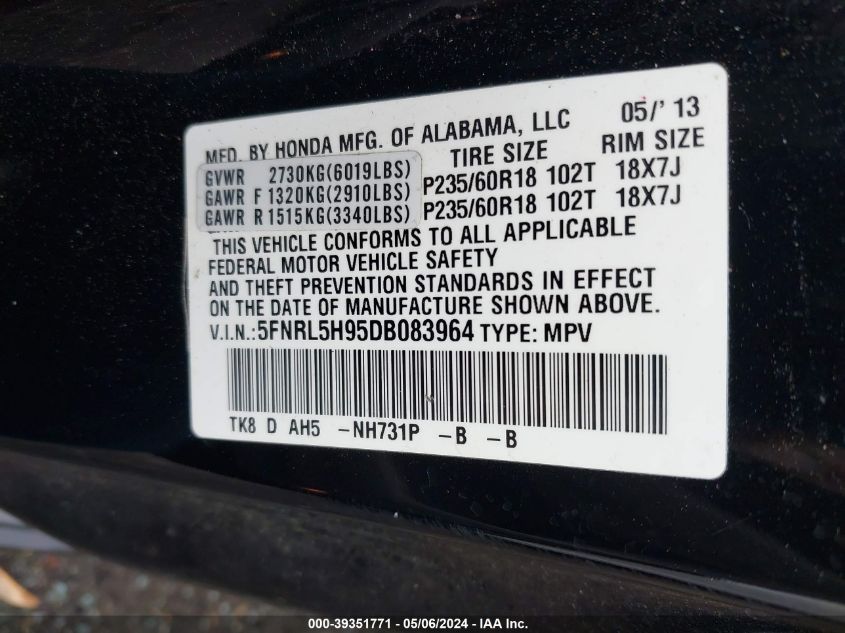 MFD. BY HONDA MFG. OF ALABAMA, LLC 05/' 13
TIRE SIZE RIM SIZE
GVWR 2730KG(6019LBS)
GAWR F 1320KG(2910LBS) P235/60R18 102T 18X7J
GAWR R 1515KG(3340LBS) P235/60R18 102T 18X7J
THIS VEHICLE CONFORMS TO ALL APPLICABLE
FEDERAL MOTOR VEHICLE SAFETY
AND THEFT PREVENTION STANDARDS IN EFFECT
ON THE DATE OF MANUFACTURE SHOWN ABOVE.
V.I.N.:5FNRL5H95DB083964 TYPE: MPV
TK8 D AH5 -NH731P -B -B
000-39351771 - 05/06/2024 - IAA Inc.